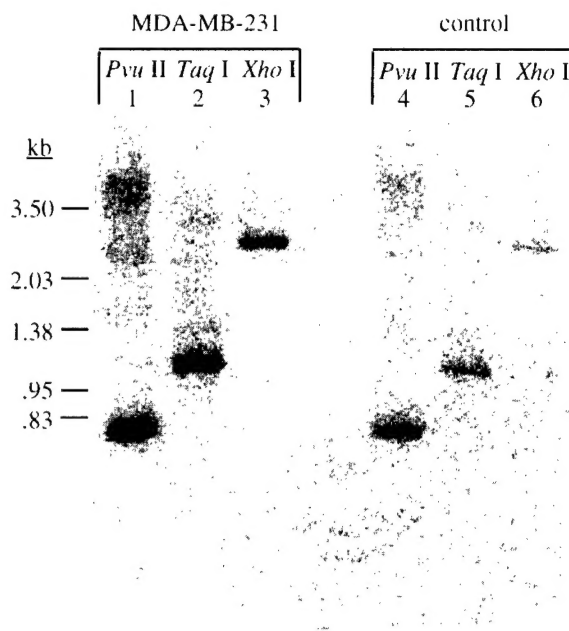 MDA-MB-231 control
Pvu II Taq I Xho I Pvu II Taq I Xho I
1 2 3 4 5 6
kb
3.50
2.03
1.38
.95
.83